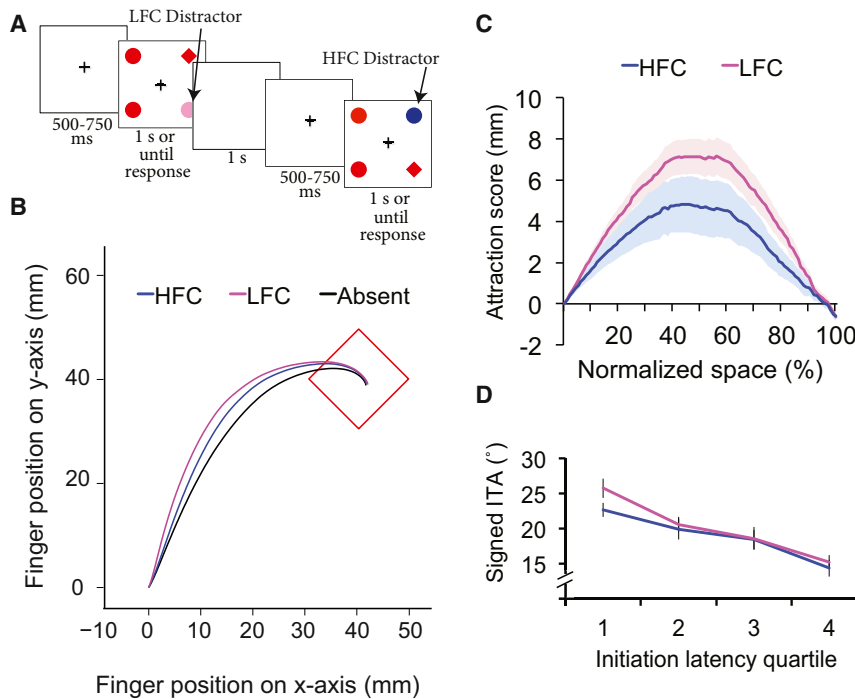 A
LFC Distractor
HFC Distractor
500-750
ms
1 s or
until
response
1 s
500-750
ms
1 s or
until
response
B
Finger position on y-axis (mm)
60
40
20
0
HFC LFC Absent
−10 0 10 20 30 40 50
Finger position on x-axis (mm)
C
HFC LFC
Attraction score (mm)
10
8
6
4
2
0
-2
20 40 60 80 100
Normalized space (%)
D
Signed ITA (°)
30
25
20
15
1 2 3 4
Initiation latency quartile